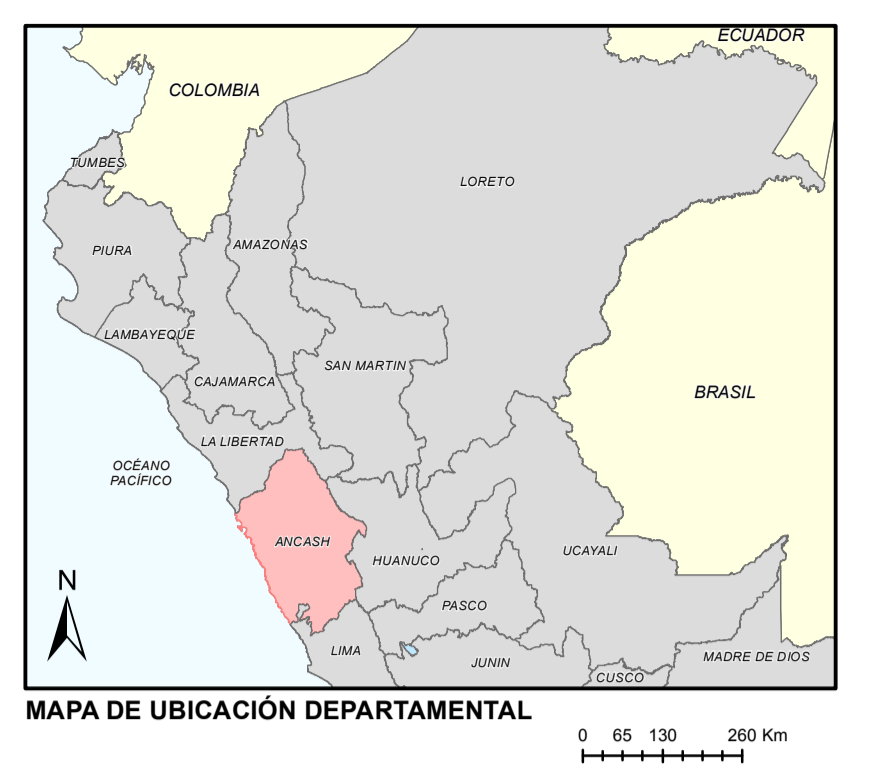 ECUADOR
COLOMBIA
TUMBES
LORETO
AMAZONAS
PIURA
LAMBAYEQUE
SAN MARTIN
CAJAMARCA
BRASIL
LA LIBERTAD
OCÉANO
PACÍFICO
ANCASH
HUANUCO
UCAYALI
N
PASCO
LIMA
JUNIN
MADRE DE DIOS
CUSCO
MAPA DE UBICACIÓN DEPARTAMENTAL
0 65 130 260 Km